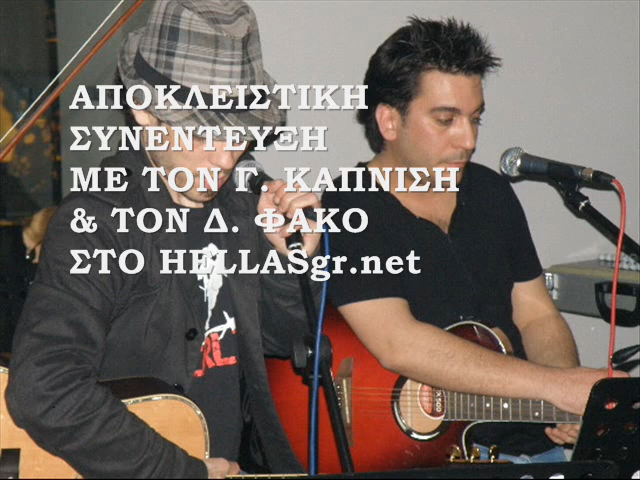 ΑΠΟΚΛΕΙΣΤΙΚΗ
ΣΥΝΕΝΤΕΥΞΗ
ΜΕ ΤΟΝ Γ. ΚΑΠΝΙΣΗ
& ΤΟΝ Δ. ΦΑΚΟ
ΣΤΟ HELLASgr.net